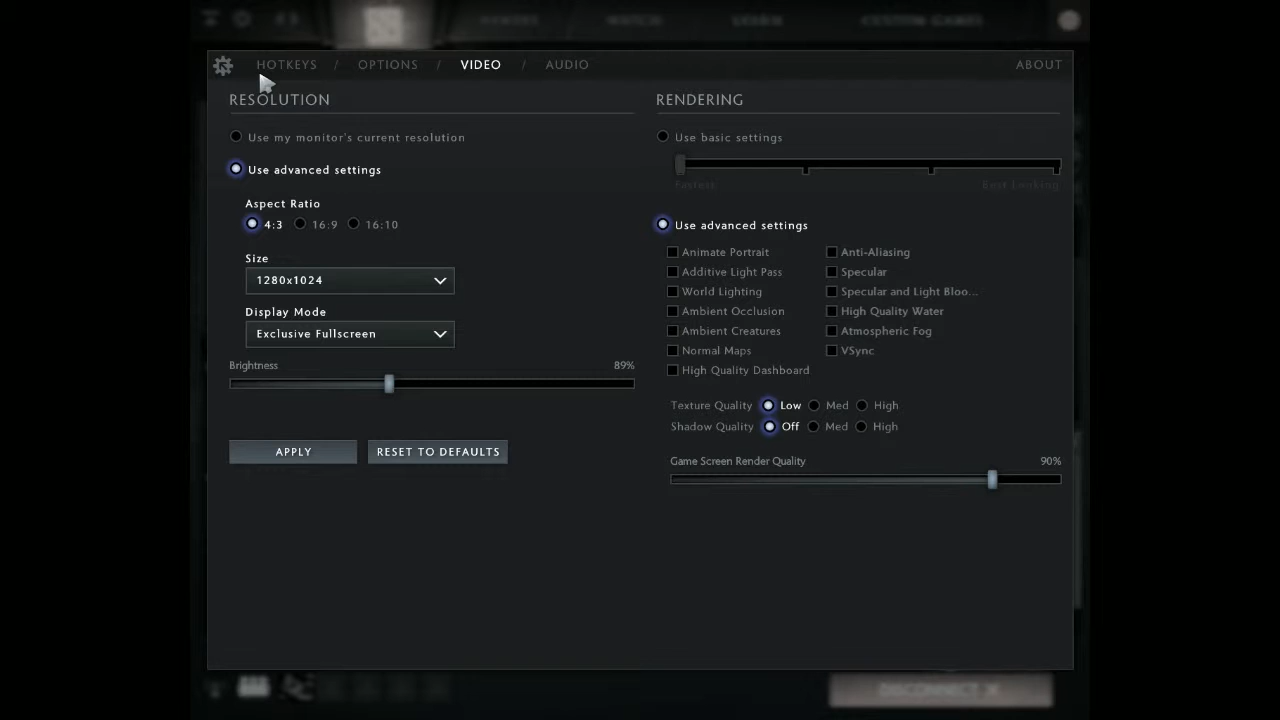 HOTKEYS / OPTIONS / VIDEO / AUDIO ABOUT
RESOLUTION
Use my monitor's current resolution
Use advanced settings
Aspect Ratio
4:3 16:9 16:10
Size
1280x1024
Display Mode
Exclusive Fullscreen
Brightness 89%
APPLY RESET TO DEFAULTS
RENDERING
Use basic settings
Fastest Best Looking
Use advanced settings
Animate Portrait Anti-Aliasing
Additive Light Pass Specular
World Lighting Specular and Light Bloo...
Ambient Occlusion High Quality Water
Ambient Creatures Atmospheric Fog
Normal Maps VSync
High Quality Dashboard
Texture Quality Low Med High
Shadow Quality Off Med High
Game Screen Render Quality 90%
DISCONNECT